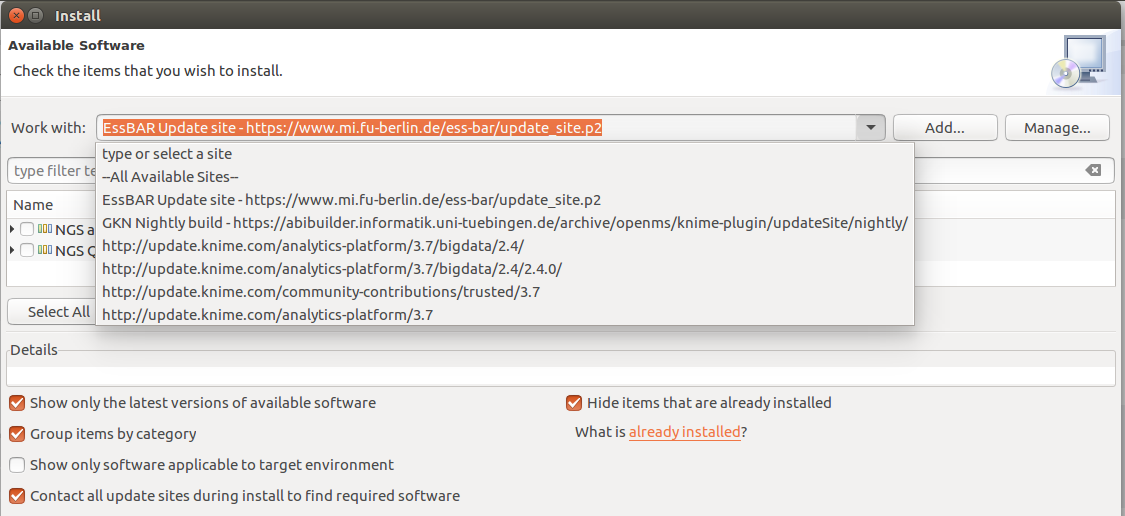 Install
Available Software
Check the items that you wish to install.
Work with: EssBAR Update site - https://www.mi.fu-berlin.de/ess-bar/update_site.p2 Add... Manage...
type or select a site
--All Available Sites--
EssBAR Update site - https://www.mi.fu-berlin.de/ess-bar/update_site.p2
GKN Nightly build - https://abibuilder.informatik.uni-tuebingen.de/archive/openms/knime-plugin/updateSite/nightly/
http://update.knime.com/analytics-platform/3.7/bigdata/2.4/
http://update.knime.com/analytics-platform/3.7/bigdata/2.4/2.4.0/
http://update.knime.com/community-contributions/trusted/3.7
http://update.knime.com/analytics-platform/3.7
type filter te
Name
NGS a
NGS Q
Select All
Details
Show only the latest versions of available software Hide items that are already installed
Group items by category What is already installed?
Show only software applicable to target environment
Contact all update sites during install to find required software